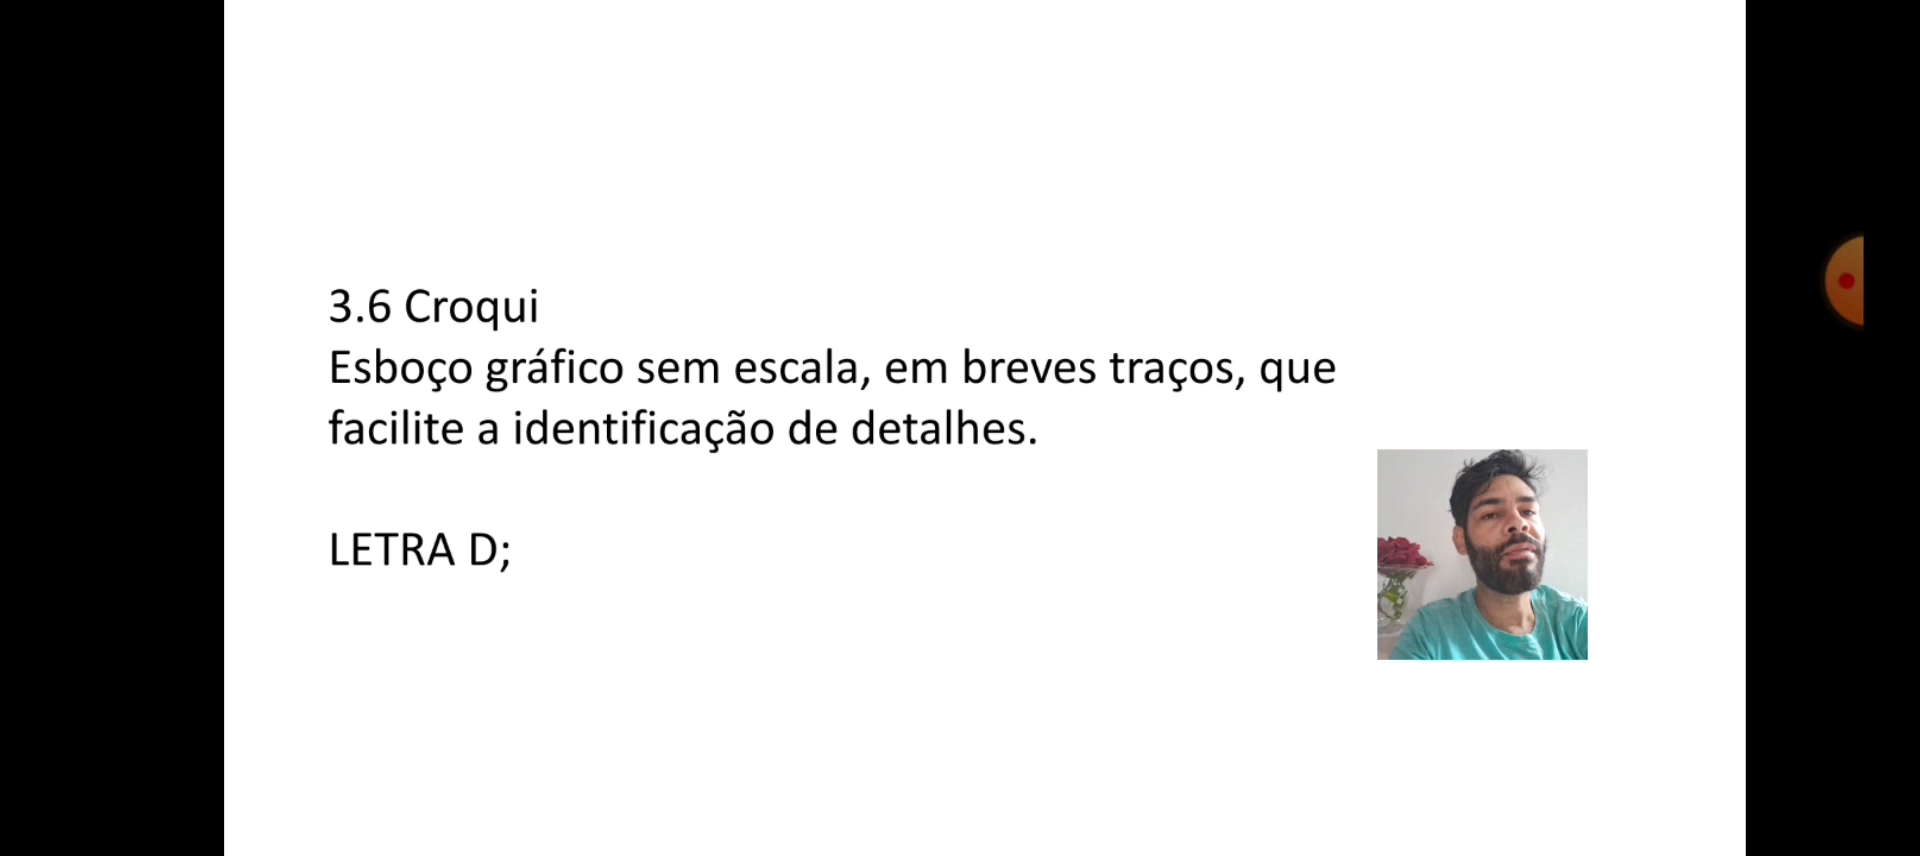 3.6 Croqui
Esboço gráfico sem escala, em breves traços, que
facilite a identificação de detalhes.
LETRA D;